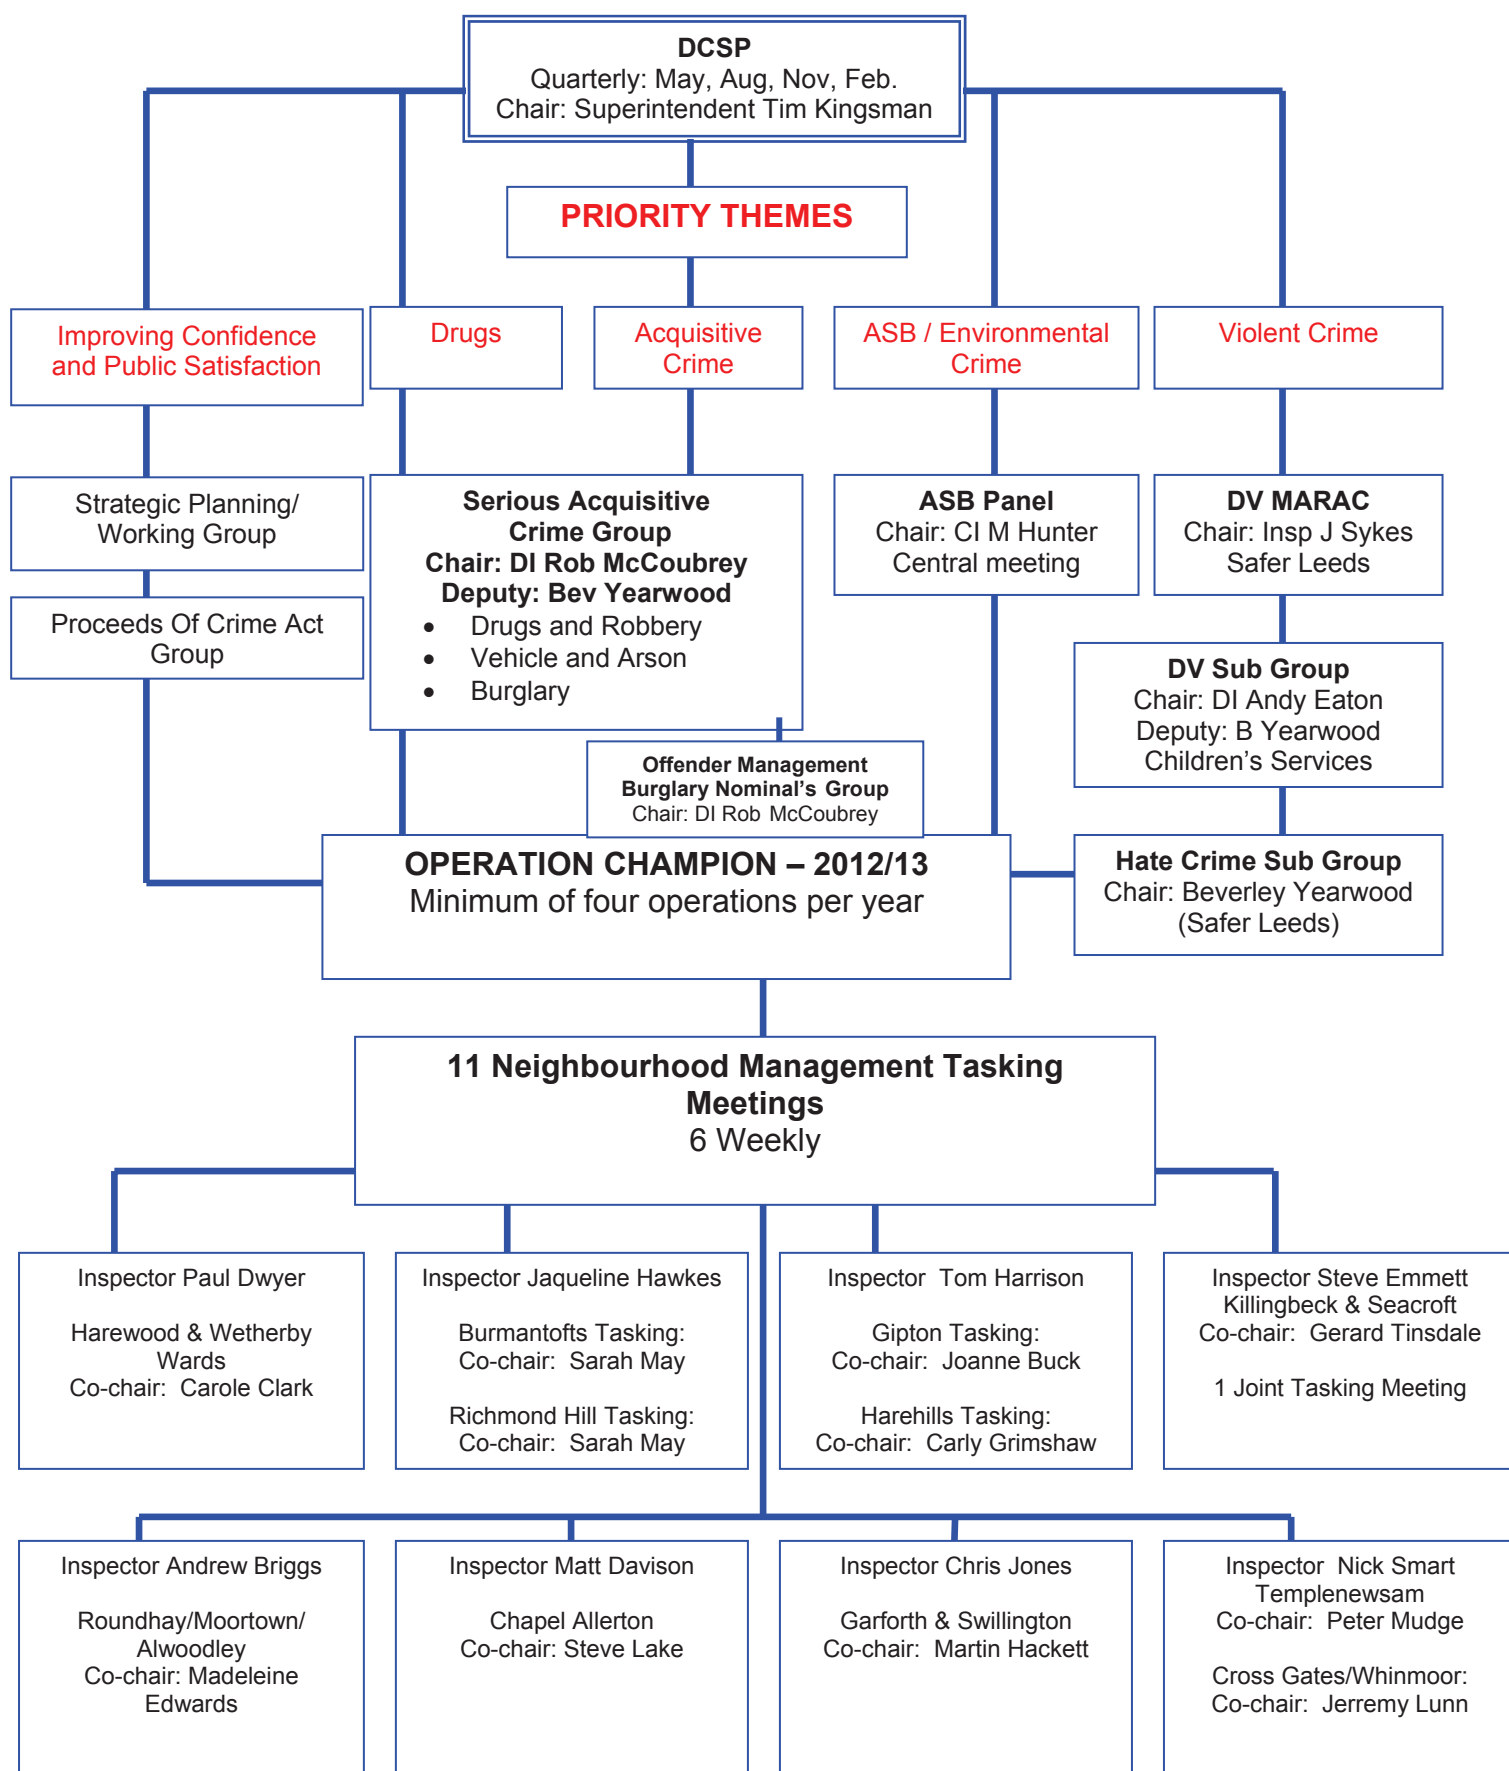 DCSP
Quarterly: May, Aug, Nov, Feb.
Chair: Superintendent Tim Kingsman
PRIORITY THEMES
Improving Confidence
and Public Satisfaction
Drugs
Acquisitive
Crime
ASB / Environmental
Crime
Violent Crime
Strategic Planning/
Working Group
Proceeds Of Crime Act
Group
Serious Acquisitive
Crime Group
Chair: DI Rob McCoubrey
Deputy: Bev Yearwood
• Drugs and Robbery
• Vehicle and Arson
• Burglary
ASB Panel
Chair: CI M Hunter
Central meeting
DV MARAC
Chair: Insp J Sykes
Safer Leeds
DV Sub Group
Chair: DI Andy Eaton
Deputy: B Yearwood
Children's Services
Offender Management
Burglary Nominal's Group
Chair: DI Rob McCoubrey
OPERATION CHAMPION – 2012/13
Minimum of four operations per year
Hate Crime Sub Group
Chair: Beverley Yearwood
(Safer Leeds)
11 Neighbourhood Management Tasking
Meetings
6 Weekly
Inspector Paul Dwyer
Harewood & Wetherby
Wards
Co-chair: Carole Clark
Inspector Jaqueline Hawkes
Burmantofts Tasking:
Co-chair: Sarah May
Richmond Hill Tasking:
Co-chair: Sarah May
Inspector Tom Harrison
Gipton Tasking:
Co-chair: Joanne Buck
Harehills Tasking:
Co-chair: Carly Grimshaw
Inspector Steve Emmett
Killingbeck & Seacroft
Co-chair: Gerard Tinsdale
1 Joint Tasking Meeting
Inspector Andrew Briggs
Roundhay/Moortown/
Alwoodley
Co-chair: Madeleine
Edwards
Inspector Matt Davison
Chapel Allerton
Co-chair: Steve Lake
Inspector Chris Jones
Garforth & Swillington
Co-chair: Martin Hackett
Inspector Nick Smart
Templenewsam
Co-chair: Peter Mudge
Cross Gates/Whinmoor:
Co-chair: Jerremy Lunn